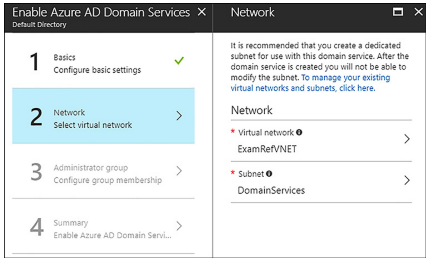 Enable Azure AD Domain Services
Default Directory
1
Basics
Configure basic settings
2
Network
Select virtual network
3
Administrator group
Configure group membership
4
Summary
Enable Azure AD Domain Servi...
Network
It is recommended that you create a dedicated
subnet for use with this domain service. After the
domain service is created you will not be able to
modify the subnet. To manage your existing
virtual networks and subnets, click here.
Network
* Virtual network
ExamRefVNET
* Subnet
DomainServices